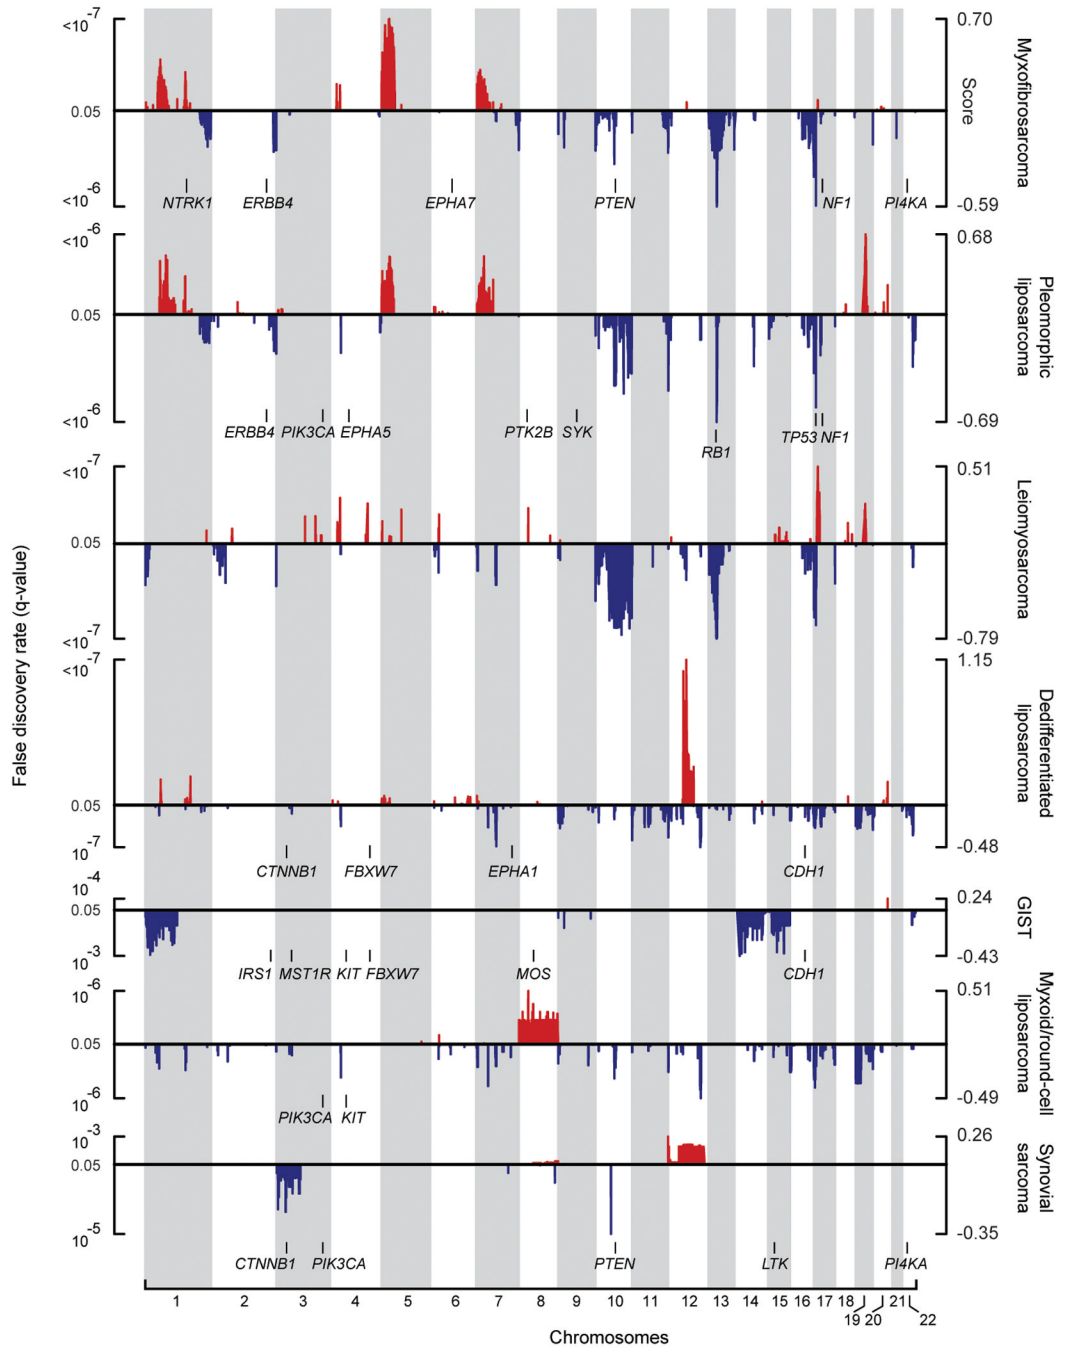 <10-7 0.70
Myxofibrosarcoma
Score
0.05
<10-6 -0.59
NTRK1 ERBB4 EPHA7 PTEN NF1 PI4KA
<10-6 0.68
Pleomorphic
liposarcoma
0.05
<10-6 -0.69
ERBB4 PIK3CA EPHA5 PTK2B SYK RB1 TP53 NF1
<10-7 0.51
Leiomyosarcoma
0.05
<10-7 -0.79
False discovery rate (q-value)
<10-7 1.15
Dedifferentiated
liposarcoma
0.05
10-7 -0.48
CTNNB1 FBXW7 EPHA1 CDH1
10-4 0.24
GIST
0.05
10-3 -0.43
IRS1 MST1R KIT FBXW7 MOS CDH1
10-6 0.51
Myxoid/round-cell
liposarcoma
0.05
10-6 -0.49
PIK3CA KIT
10-3 0.26
Synovial
sarcoma
0.05
10-5 -0.35
CTNNB1 PIK3CA PTEN LTK PI4KA
1 2 3 4 5 6 7 8 9 10 11 12 13 14 15 16 17 18 19 20 21 22
Chromosomes